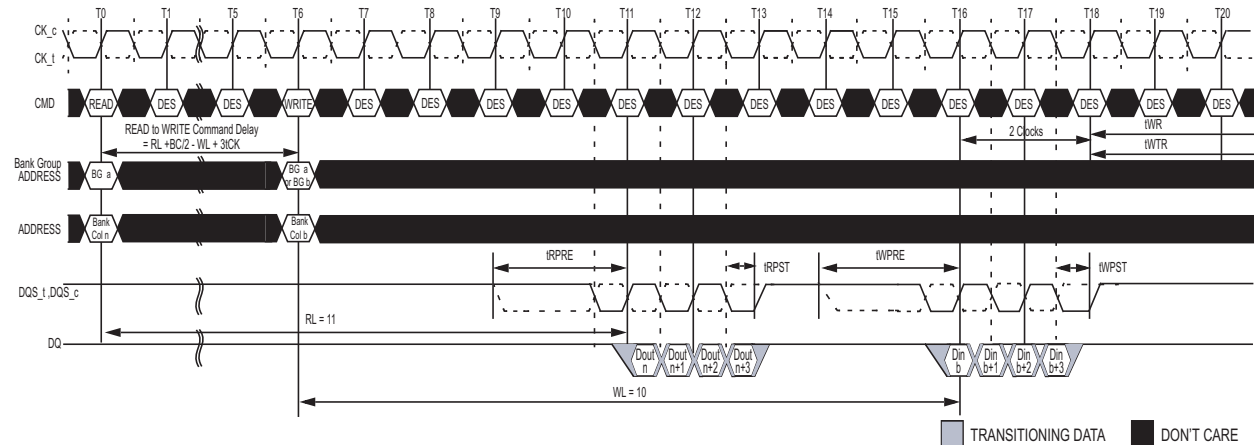 T0 T1 T5 T6 T7 T8 T9 T10 T11 T12 T13 T14 T15 T16 T17 T18 T19 T20
CK_c
CK_t
CMD READ DES DES WRITE DES DES DES DES DES DES DES DES DES DES DES DES DES DES
READ to WRITE Command Delay
= RL +BC/2 - WL + 3tCK
2 Clocks
tWR
tWTR
Bank Group
ADDRESS
BG a
BG a
or BG b
ADDRESS
Bank
Col n
Bank
Col b
tRPRE
tRPST
tWPRE
tWPST
DQS_t ,DQS_c
RL = 11
DQ
Dout
n
Dout
n+1
Dout
n+2
Dout
n+3
Din
b
Din
b+1
Din
b+2
Din
b+3
WL = 10
TRANSITIONING DATA
DON'T CARE